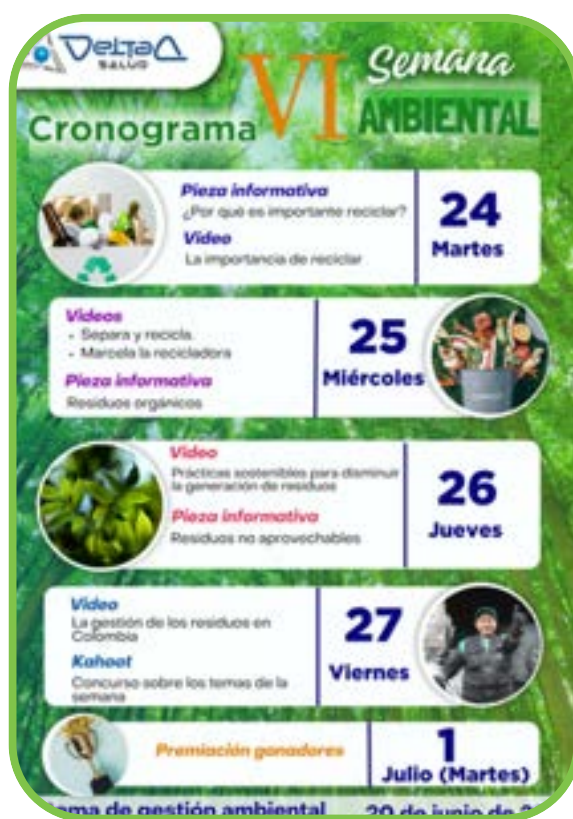 DeltaA
SALUD
Cronograma
VI
Semana
AMBIENTAL
Pieza informativa
¿Por qué es importante reciclar?
Video
La importancia de reciclar
24
Martes
Videos
• Separa y recicla.
• Marcela la recicladora
Pieza informativa
Residuos orgánicos
25
Miércoles
Video
Prácticas sostenibles para disminuir
la generación de residuos
Pieza informativa
Residuos no aprovechables
26
Jueves
Video
La gestión de los residuos en
Colombia
Kahoot
Concurso sobre los temas de la
semana
27
Viernes
Premiación ganadores
1
Julio (Martes)
de gestión ambiental
20 de junio de